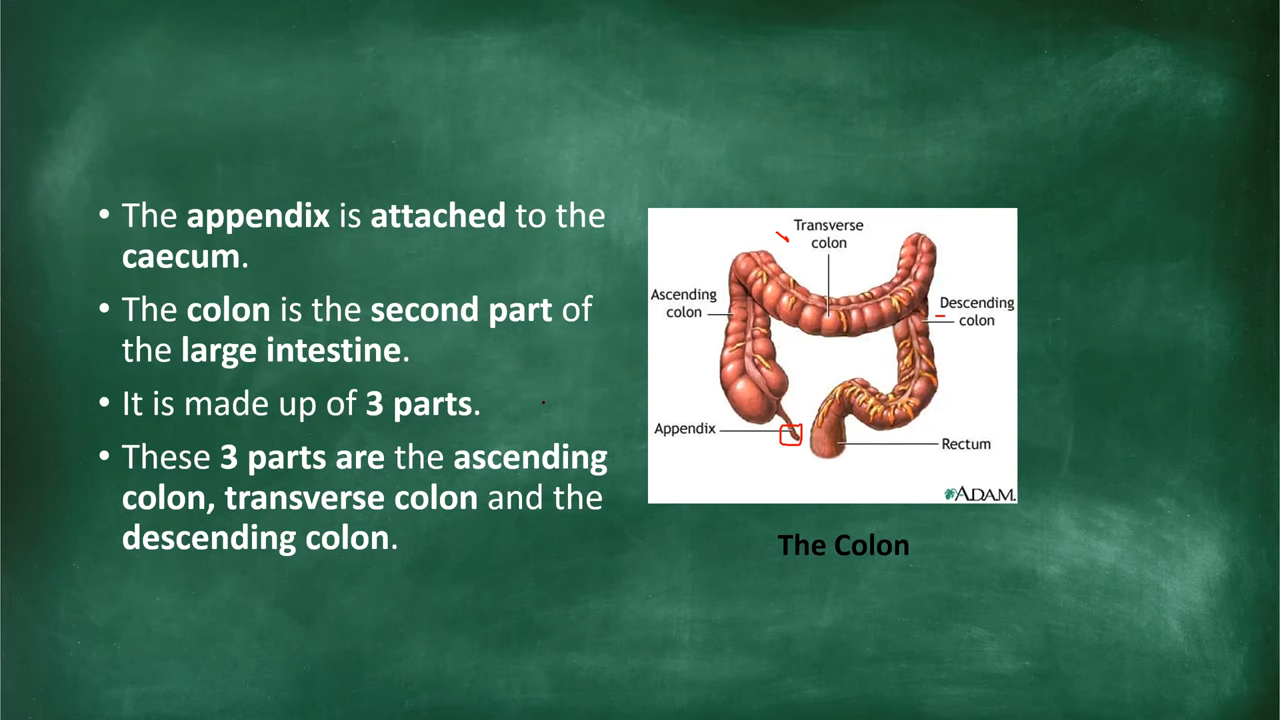 • The appendix is attached to the
caecum.
• The colon is the second part of
the large intestine.
• It is made up of 3 parts.
• These 3 parts are the ascending
colon, transverse colon and the
descending colon.
Transverse
colon
Ascending
colon
Descending
colon
Appendix
Rectum
A.D.A.M.
The Colon